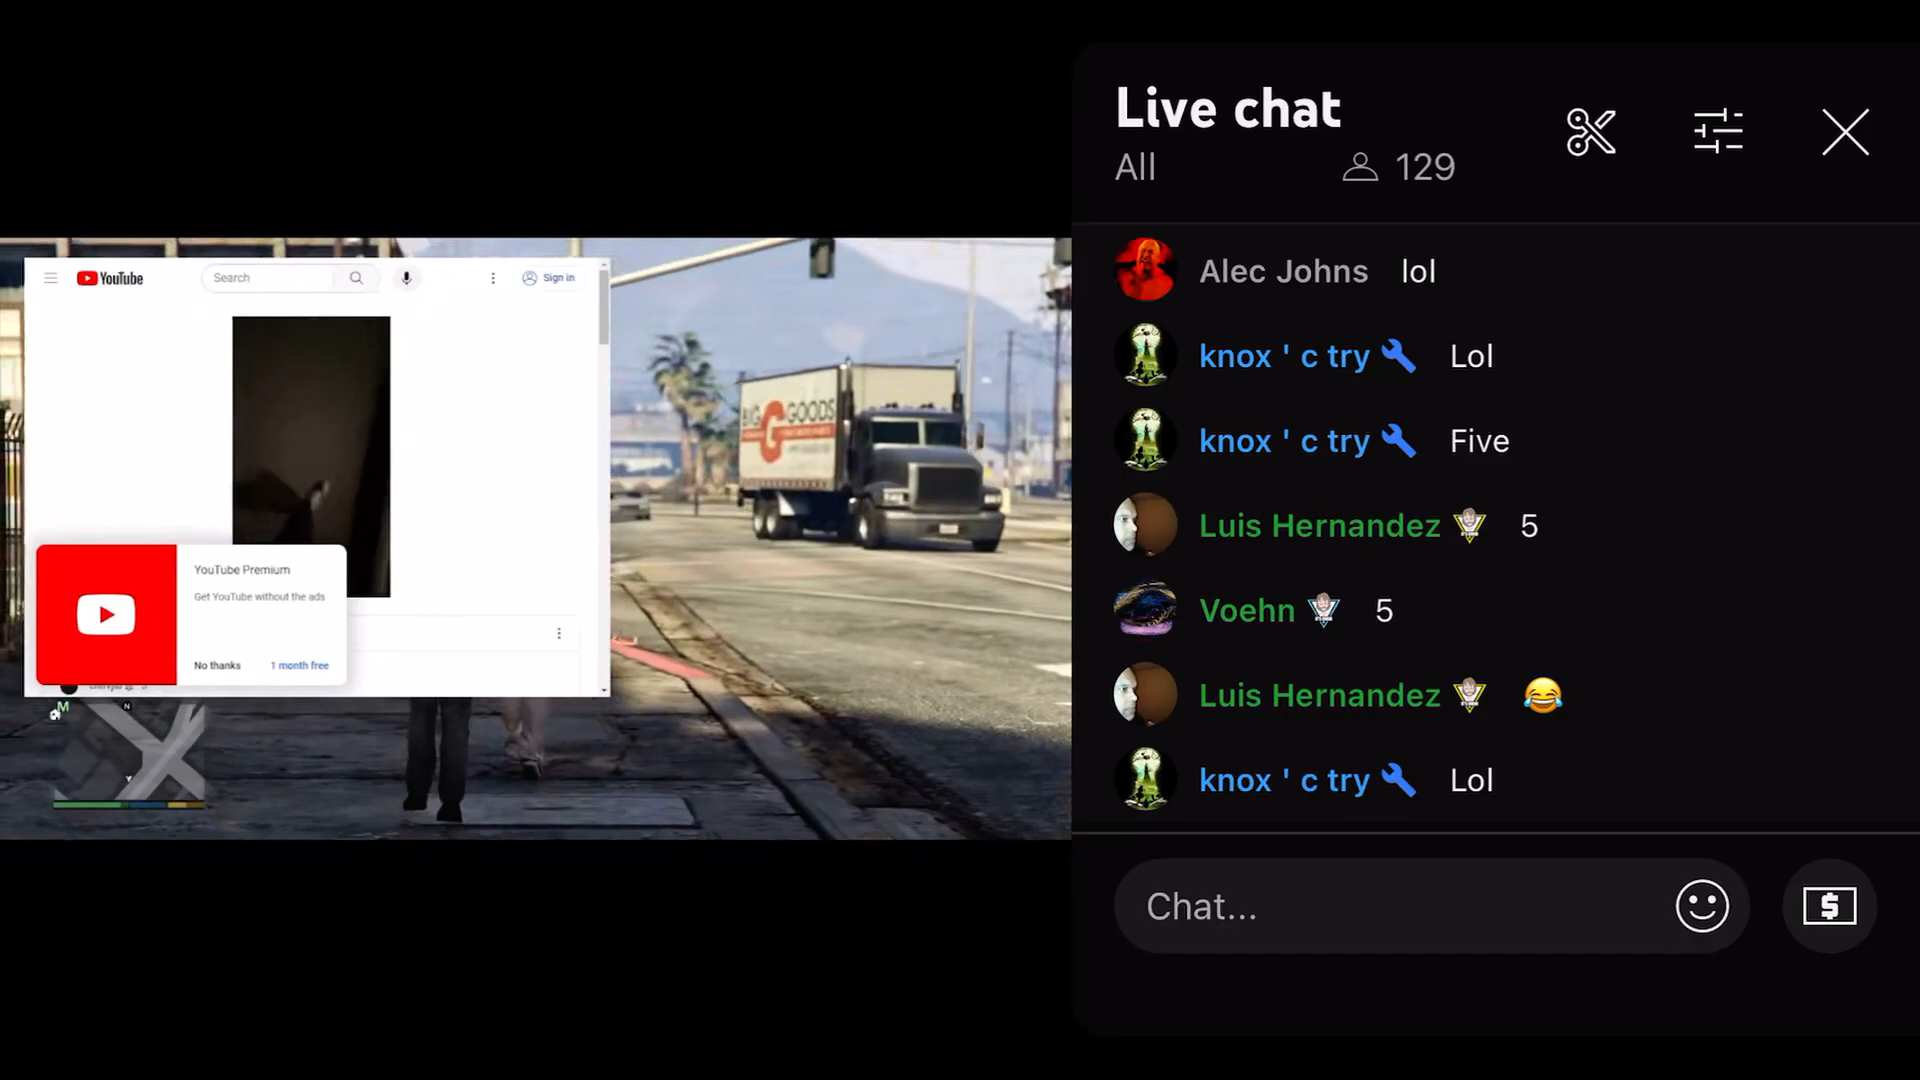 YouTube
Search
Sign in
BIG G GOODS
YouTube Premium
Get YouTube without the ads
No thanks
1 month free
M
N
Live chat
All
129
Alec Johns lol
knox ' c try Lol
knox ' c try Five
Luis Hernandez 5
Voehn 5
Luis Hernandez 😂
knox ' c try Lol
Chat...
$